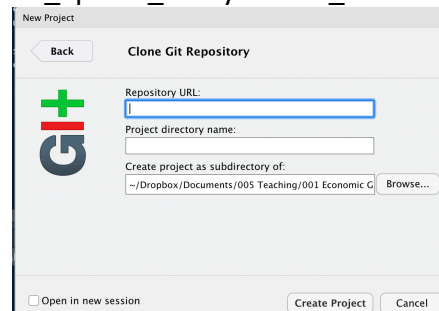 New Project
Back
Clone Git Repository
Repository URL:
GIT
Project directory name:
Create project as subdirectory of:
~/Dropbox/Documents/005 Teaching/001 Economic G
Browse...
Open in new session
Create Project
Cancel